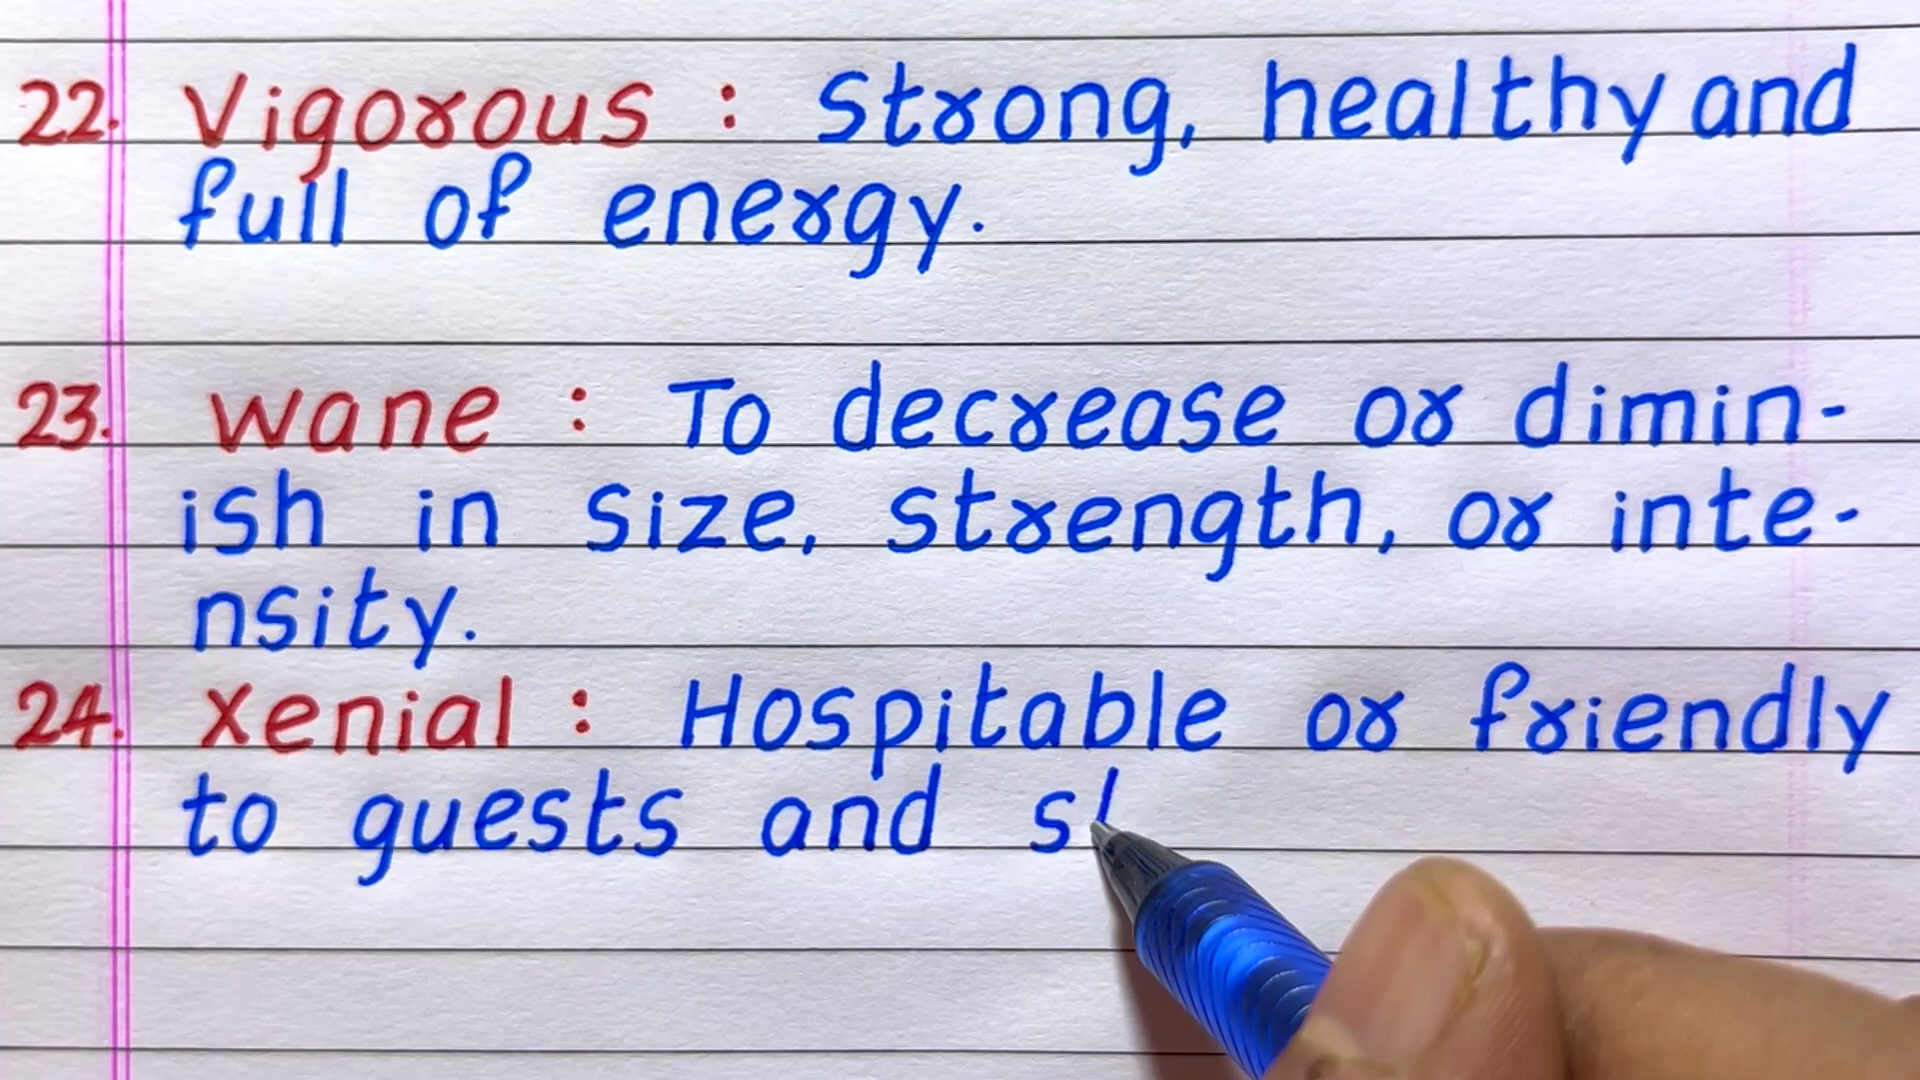 22. Vigorous : Strong, healthy and
full of energy.
23. wane : To decrease or dimin-
ish in size, strength, or inte-
nsity.
24. Xenial : Hospitable or friendly
to guests and